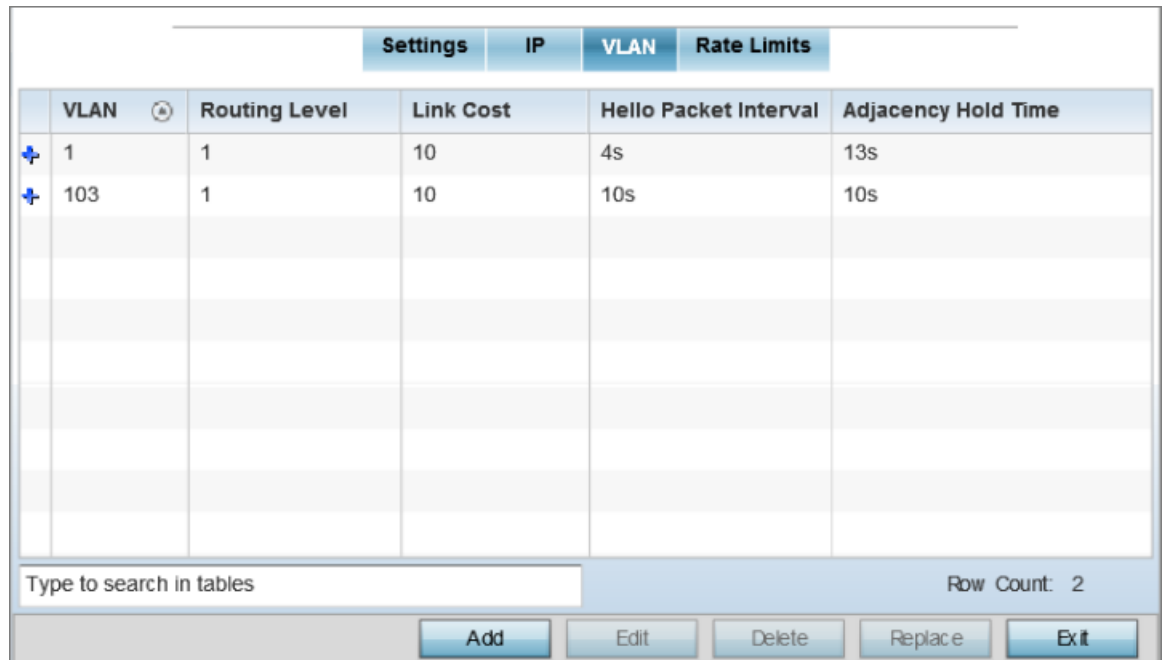 Settings IP VLAN Rate Limits
VLAN Routing Level Link Cost Hello Packet Interval Adjacency Hold Time
1 1 10 4s 13s
103 1 10 10s 10s
Type to search in tables Row Count: 2
Add Edit Delete Replace Exit